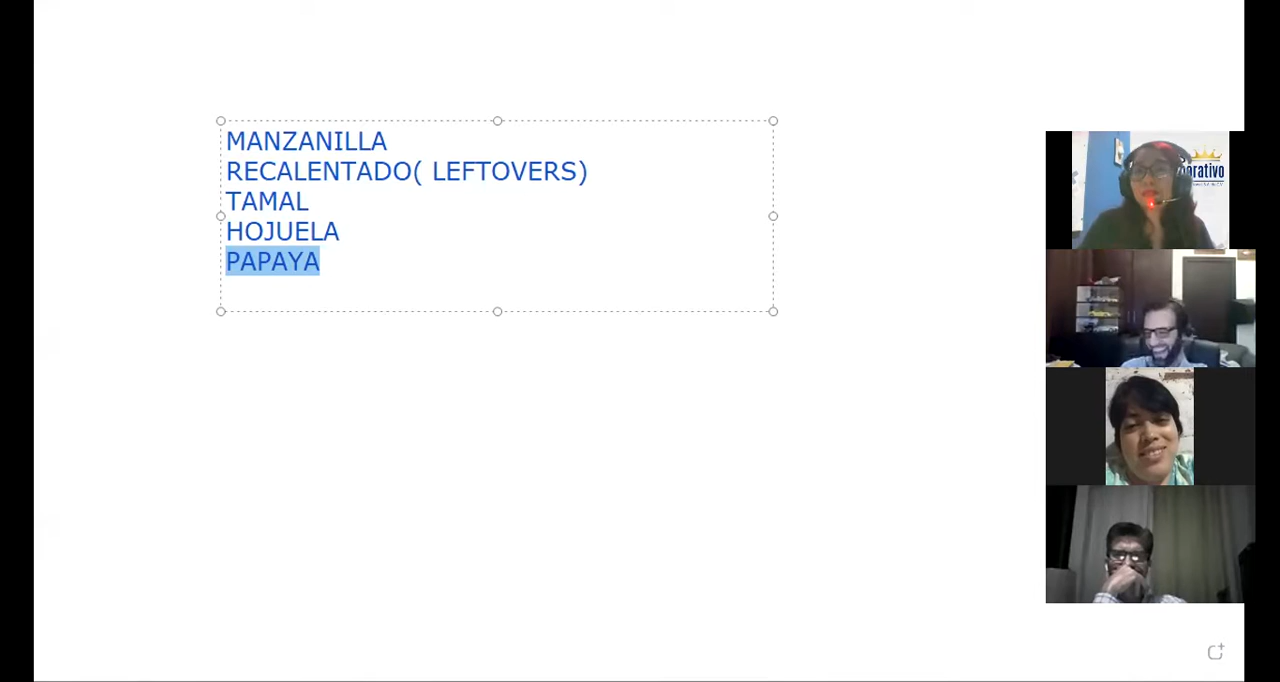 MANZANILLA
RECALENTADO( LEFTOVERS)
TAMAL
HOJUELA
PAPAYA